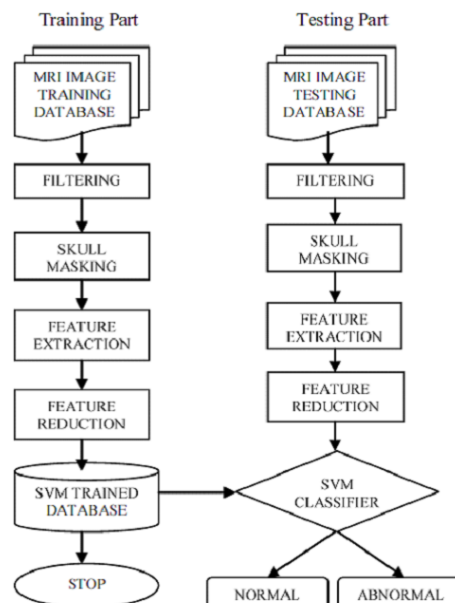 Training Part
MRI IMAGE
TRAINING
DATABASE
FILTERING
SKULL
MASKING
FEATURE
EXTRACTION
FEATURE
REDUCTION
SVM TRAINED
DATABASE
STOP
Testing Part
MRI IMAGE
TESTING
DATABASE
FILTERING
SKULL
MASKING
FEATURE
EXTRACTION
FEATURE
REDUCTION
SVM
CLASSIFIER
NORMAL
ABNORMAL